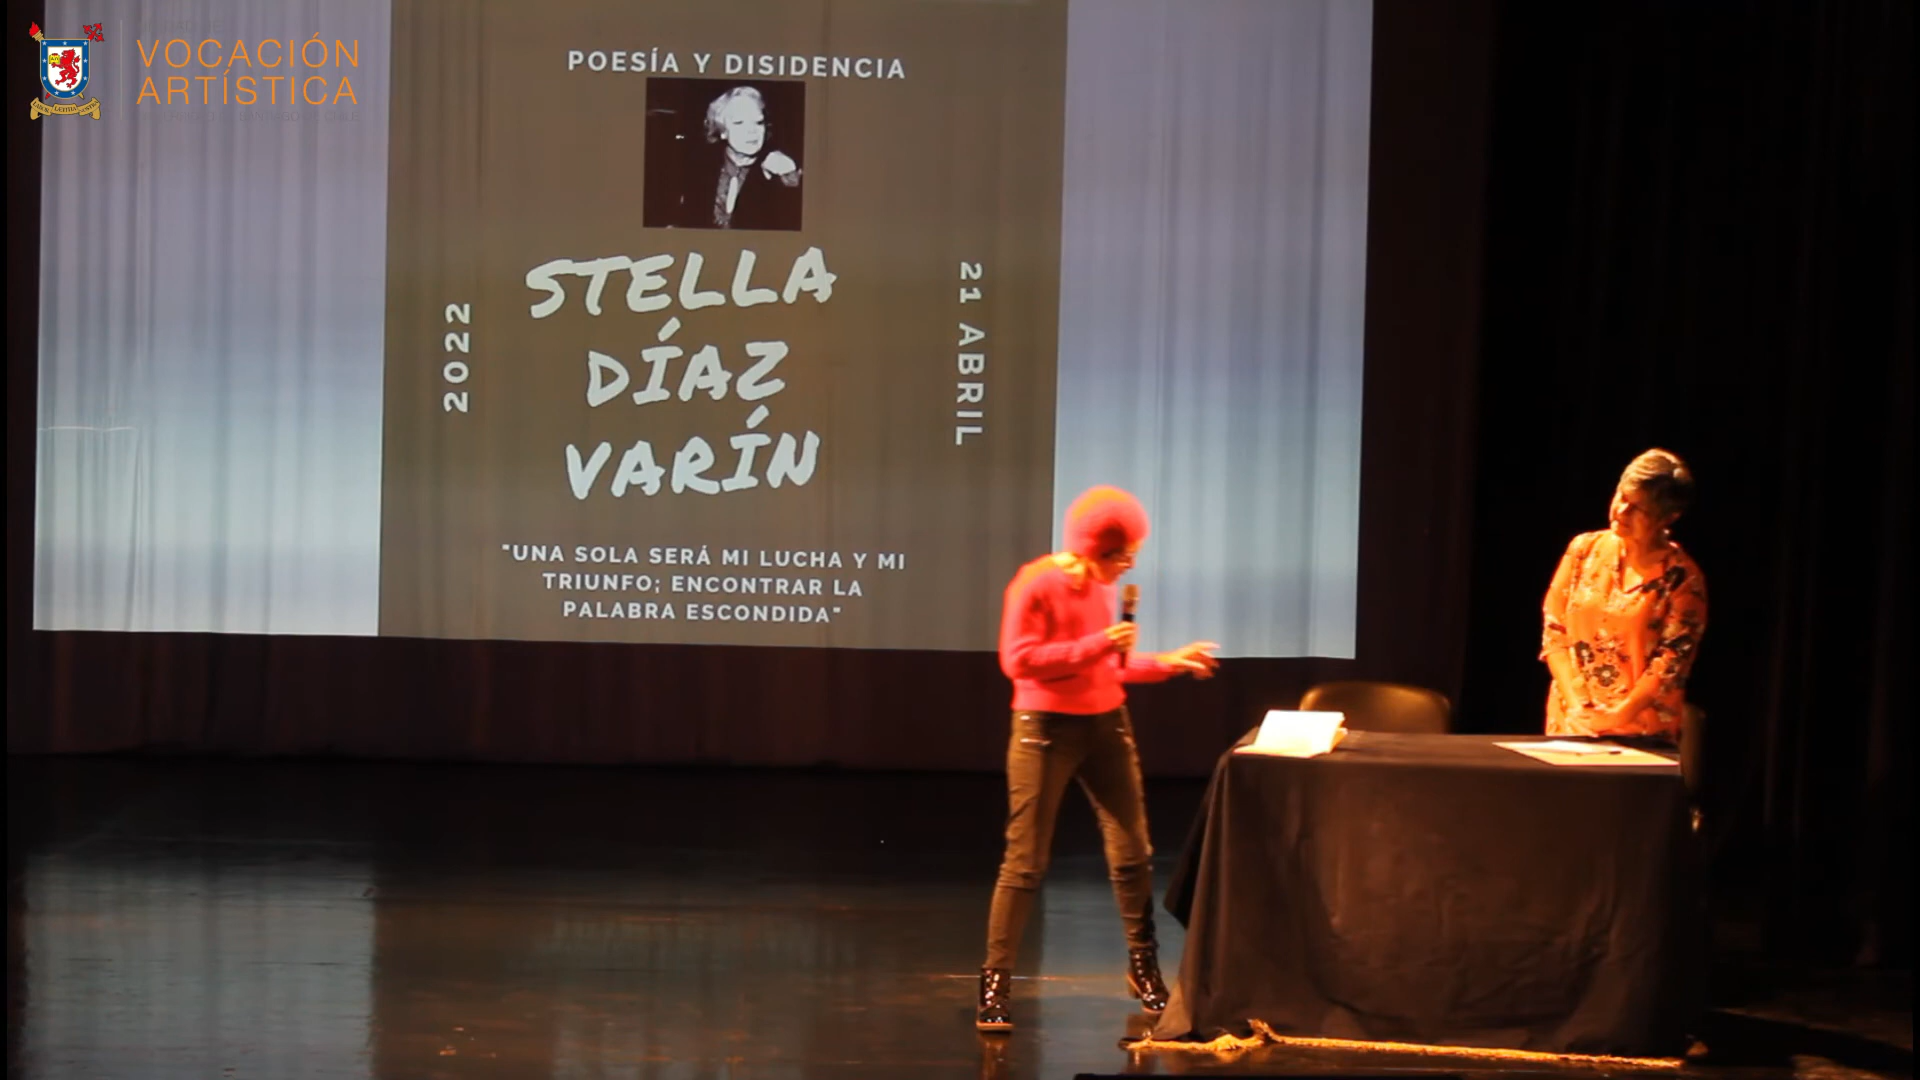 VOCACIÓN
ARTÍSTICA
POESÍA Y DISIDENCIA
STELLA
DÍAZ
VARÍN
2022
21 ABRIL
"UNA SOLA SERÁ MI LUCHA Y MI
TRIUNFO; ENCONTRAR LA
PALABRA ESCONDIDA"